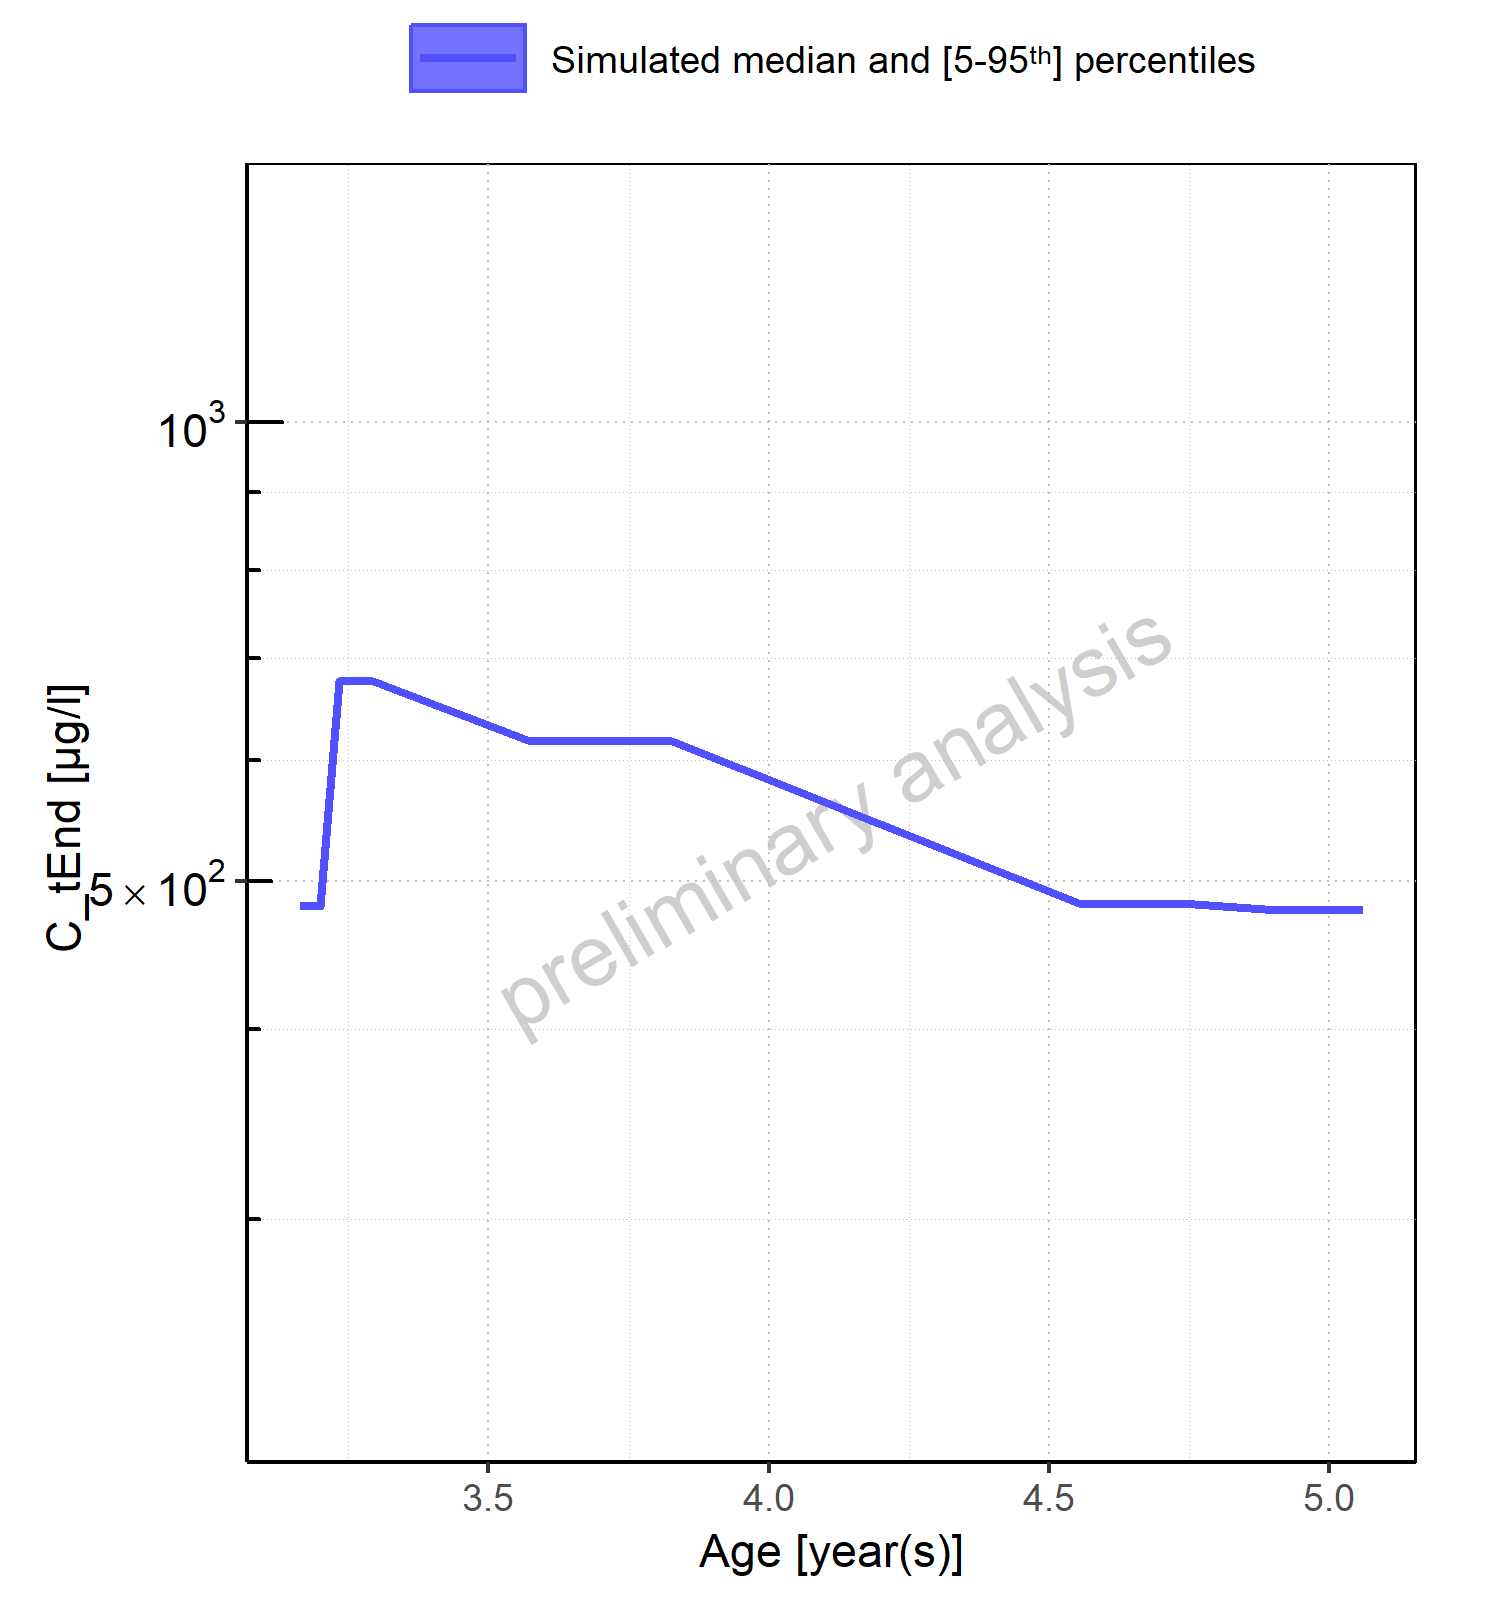 Simulated median and [5-95ᵗʰ] percentiles
10³
5 × 10²
C_tEnd [µg/l]
preliminary analysis
3.5 4.0 4.5 5.0
Age [year(s)]